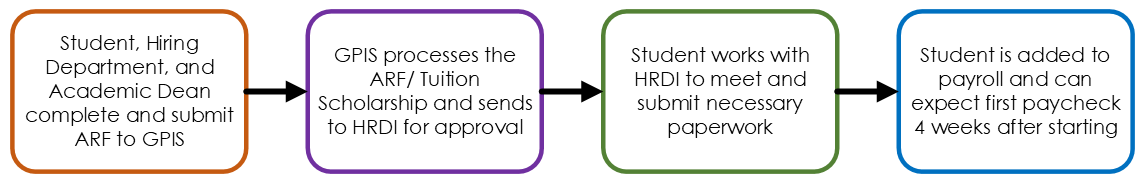 Student, Hiring
Department, and
Academic Dean
complete and submit
ARF to GPIS
GPIS processes the
ARF/ Tuition
Scholarship and sends
to HRDI for approval
Student works with
HRDI to meet and
submit necessary
paperwork
Student is added to
payroll and can
expect first paycheck
4 weeks after starting